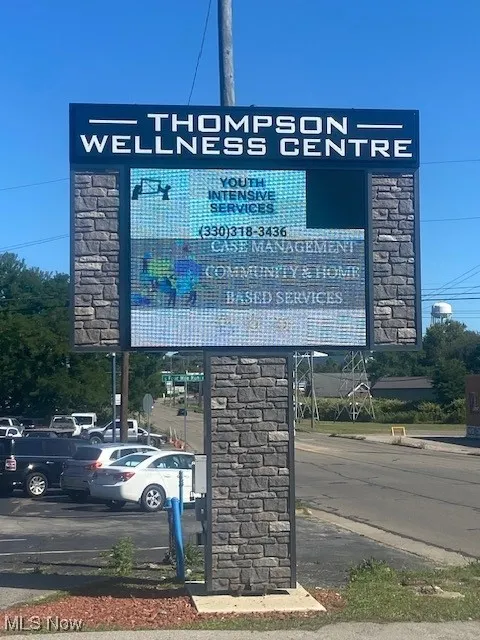 THOMPSON
WELLNESS CENTRE
YOUTH
INTENSIVE
SERVICES
(330)318-3436
CASE MANAGEMENT
COMMUNITY & HOME
BASED SERVICES
MLS Now